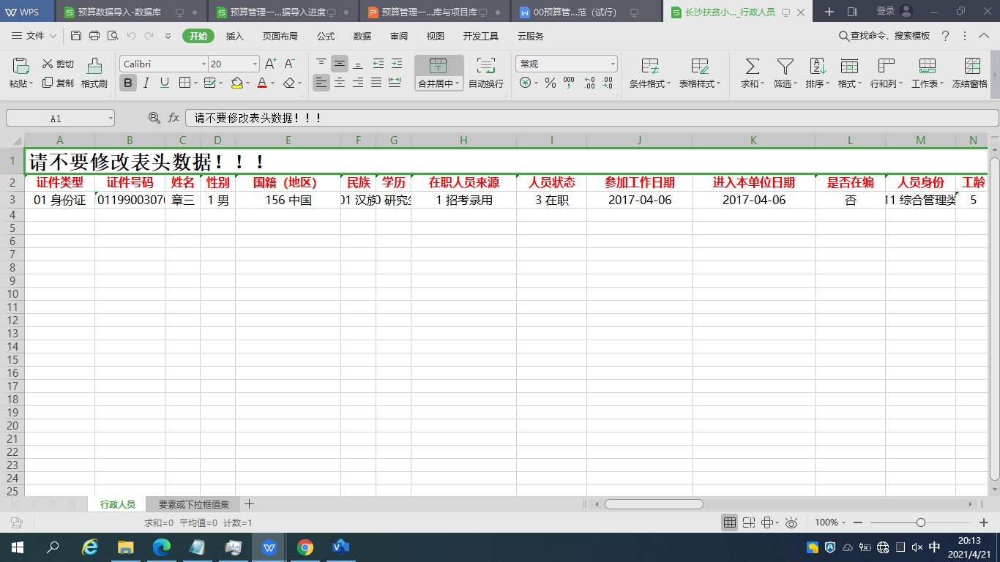 WPS 预算数据导入-数据库 预算管理一...据导入进度 预算管理一...库与项目库 00预算管...范（试行） 长沙扶贫小..._行政人员 登录
文件 开始 插入 页面布局 公式 数据 审阅 视图 开发工具 云服务 查找命令、搜索模板
粘贴 剪切 复制 格式刷 Calibri 20 B I U A 合并居中 自动换行 常规 条件格式 表格样式 求和 筛选 排序 格式 行和列 工作表 冻结窗格
A1 fx 请不要修改表头数据！！！
A B C D E F G H I J K L M N
1 请不要修改表头数据！！！
2 证件类型 证件号码 姓名 性别 国籍（地区） 民族 学历 在职人员来源 人员状态 参加工作日期 进入本单位日期 是否在编 人员身份 工龄
3 01 身份证 0119900307 章三 1 男 156 中国 01 汉族 研究生 1 招考录用 3 在职 2017-04-06 2017-04-06 否 11 综合管理类 5
4
5
6
7
8
9
10
11
12
13
14
15
16
17
18
19
20
21
22
23
24
25
行政人员 要素或下拉框值集
求和=0 平均值=0 计数=1 100%
中 20:13
2021/4/21